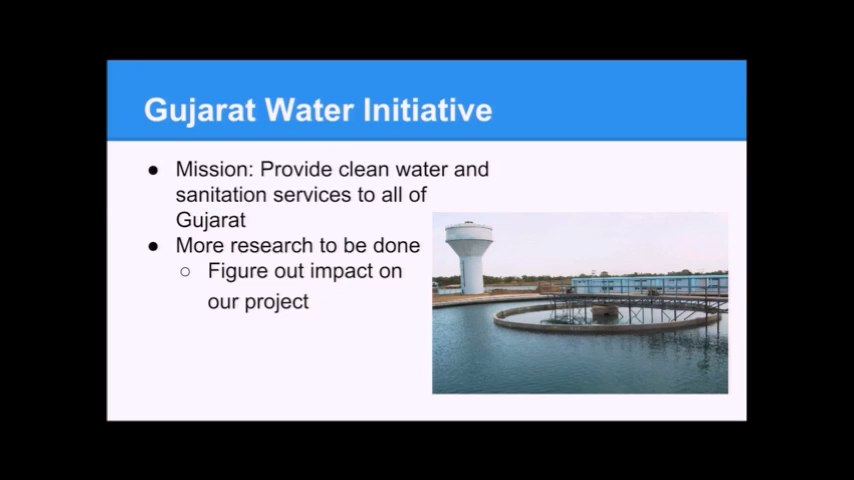 Gujarat Water Initiative
● Mission: Provide clean water and
sanitation services to all of
Gujarat
● More research to be done
○ Figure out impact on
our project